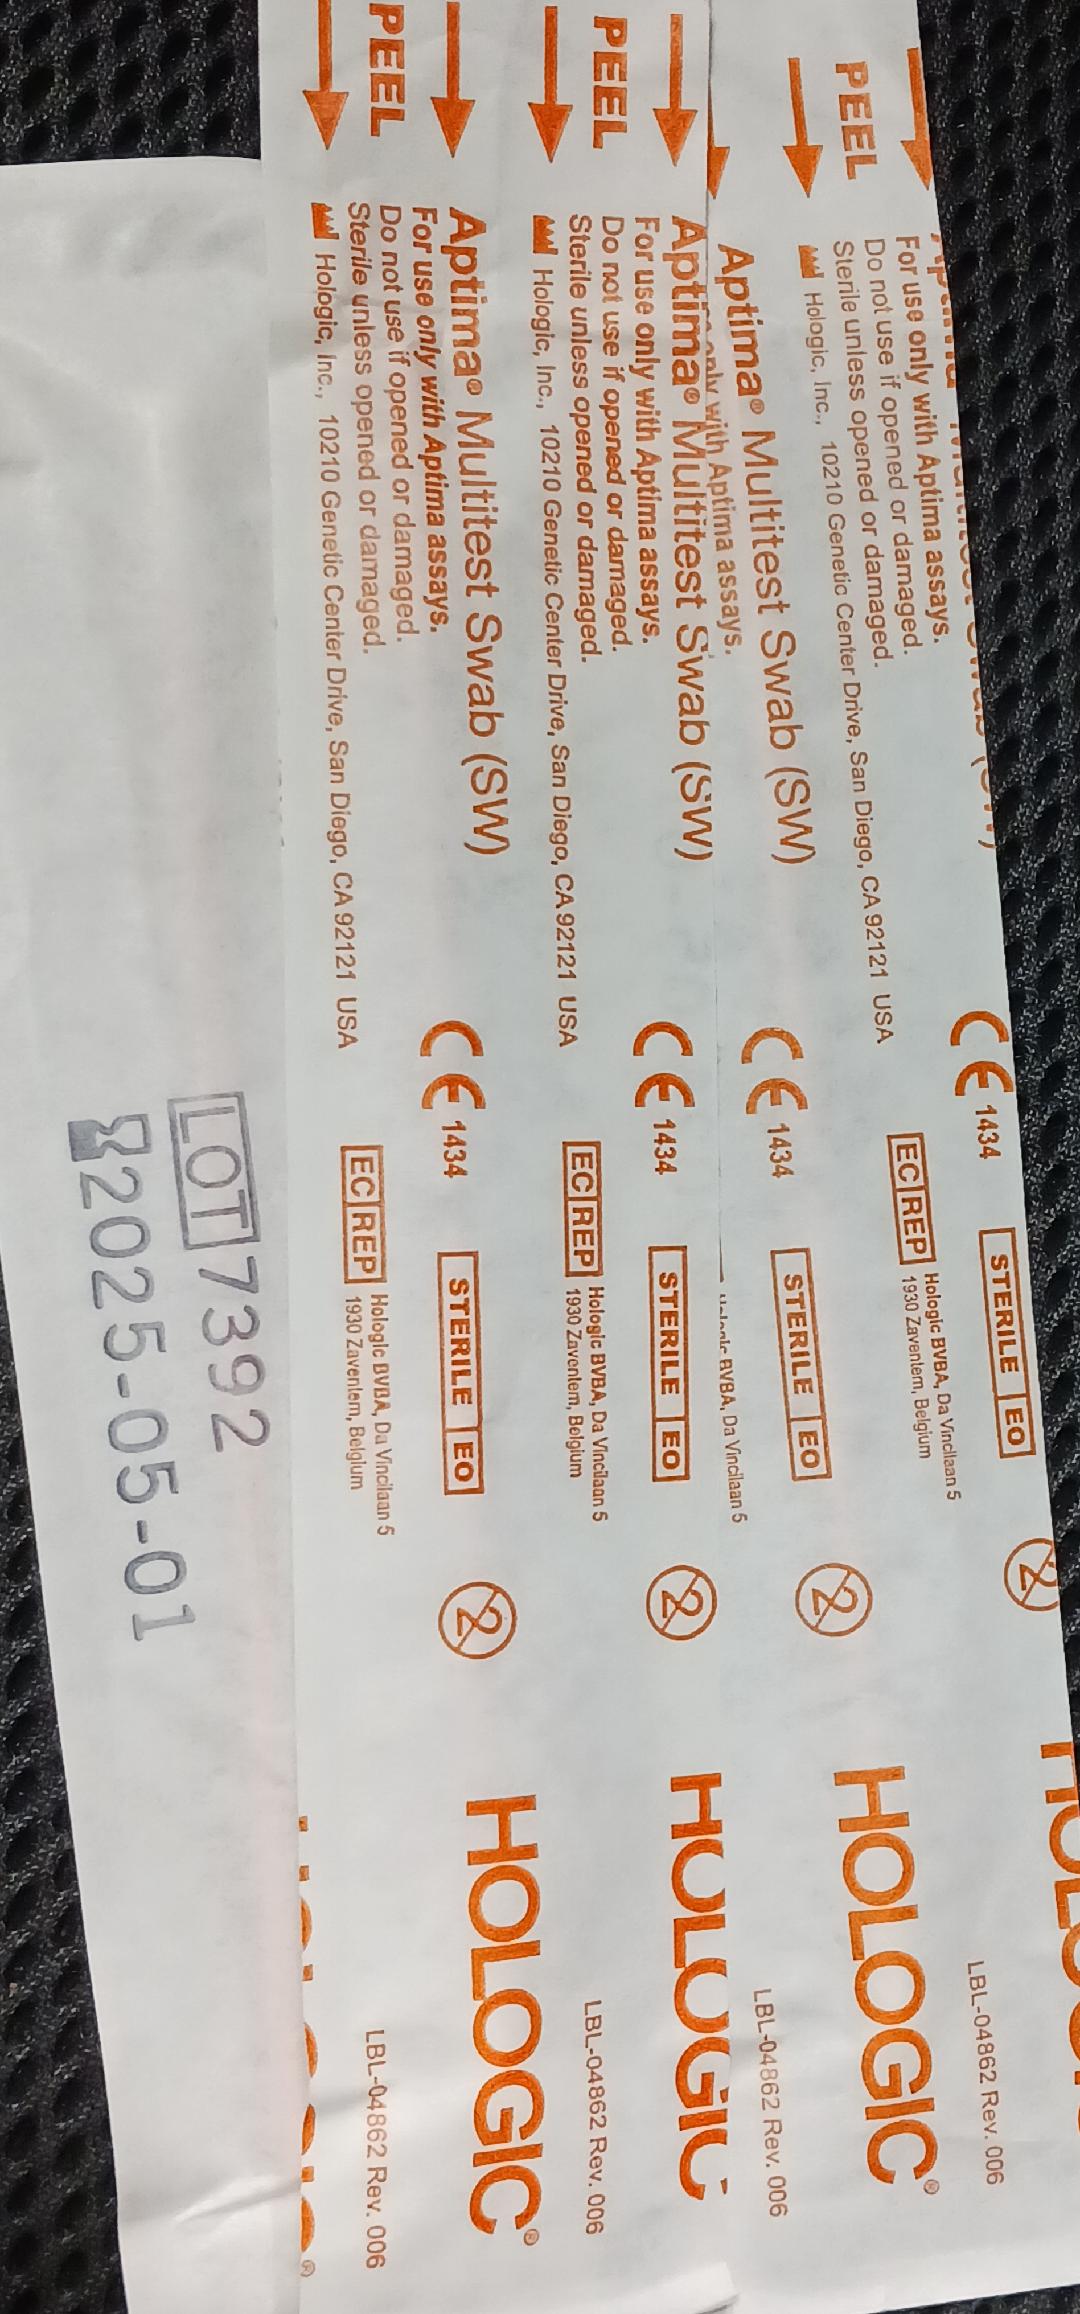 PEEL
PEEL
PEEL
Aptima® Multitest Swab (SW)
For use only with Aptima assays.
Do not use if opened or damaged.
Sterile unless opened or damaged.
Hologic, Inc., 10210 Genetic Center Drive, San Diego, CA 92121 USA
CE 1434
EC REP
Hologic BVBA, Da Vincilaan 5
1930 Zaventem, Belgium
STERILE EO
2
HOLOGIC
LBL-04862 Rev. 006
Aptima® Multitest Swab (SW)
only with Aptima assays.
CE 1434
BVBA, Da Vincilaan 5
STERILE EO
2
HOLOGIC®
LBL-04862 Rev. 006
Aptima® Multitest Swab (SW)
For use only with Aptima assays.
Do not use if opened or damaged.
Sterile unless opened or damaged.
Hologic, Inc., 10210 Genetic Center Drive, San Diego, CA 92121 USA
CE 1434
EC REP
Hologic BVBA, Da Vincilaan 5
1930 Zaventem, Belgium
STERILE EO
2
HOLOGIC
LBL-04862 Rev. 006
Aptima® Multitest Swab (SW)
For use only with Aptima assays.
Do not use if opened or damaged.
Sterile unless opened or damaged.
Hologic, Inc., 10210 Genetic Center Drive, San Diego, CA 92121 USA
CE 1434
EC REP
Hologic BVBA, Da Vincilaan 5
1930 Zaventem, Belgium
STERILE EO
2
HOLOGIC®
LBL-04862 Rev. 006
LOT 7392
2025-05-01